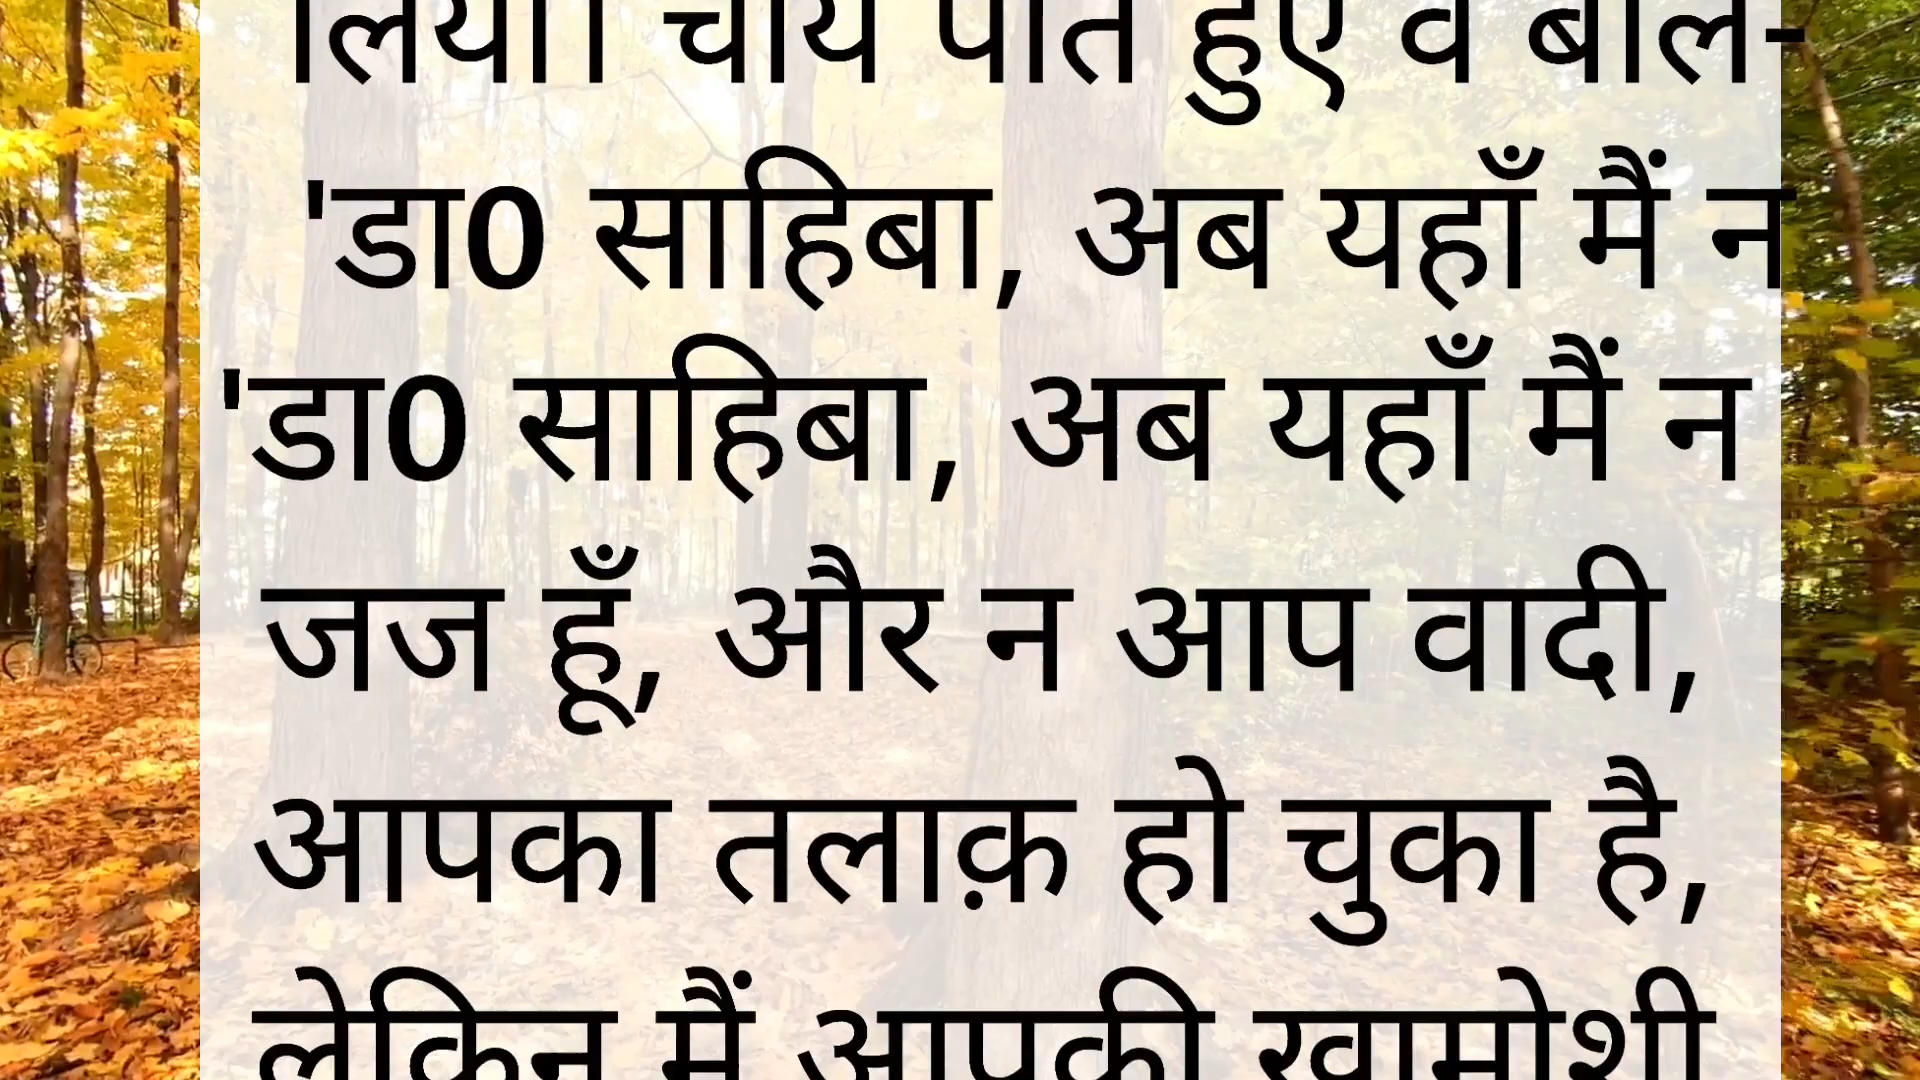 लिया। चाय पीते हुए वे बोले-
'डा0 साहिबा, अब यहाँ मैं न
'डा0 साहिबा, अब यहाँ मैं न
जज हूँ, और न आप वादी,
आपका तलाक़ हो चुका है,
लेकिन मैं आपकी खामोशी